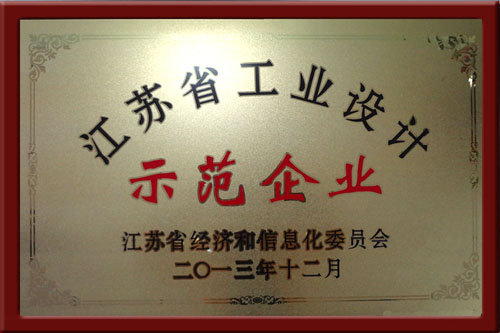 江苏省工业设计
示范企业
江苏省经济和信息化委员会
二〇一三年十二月